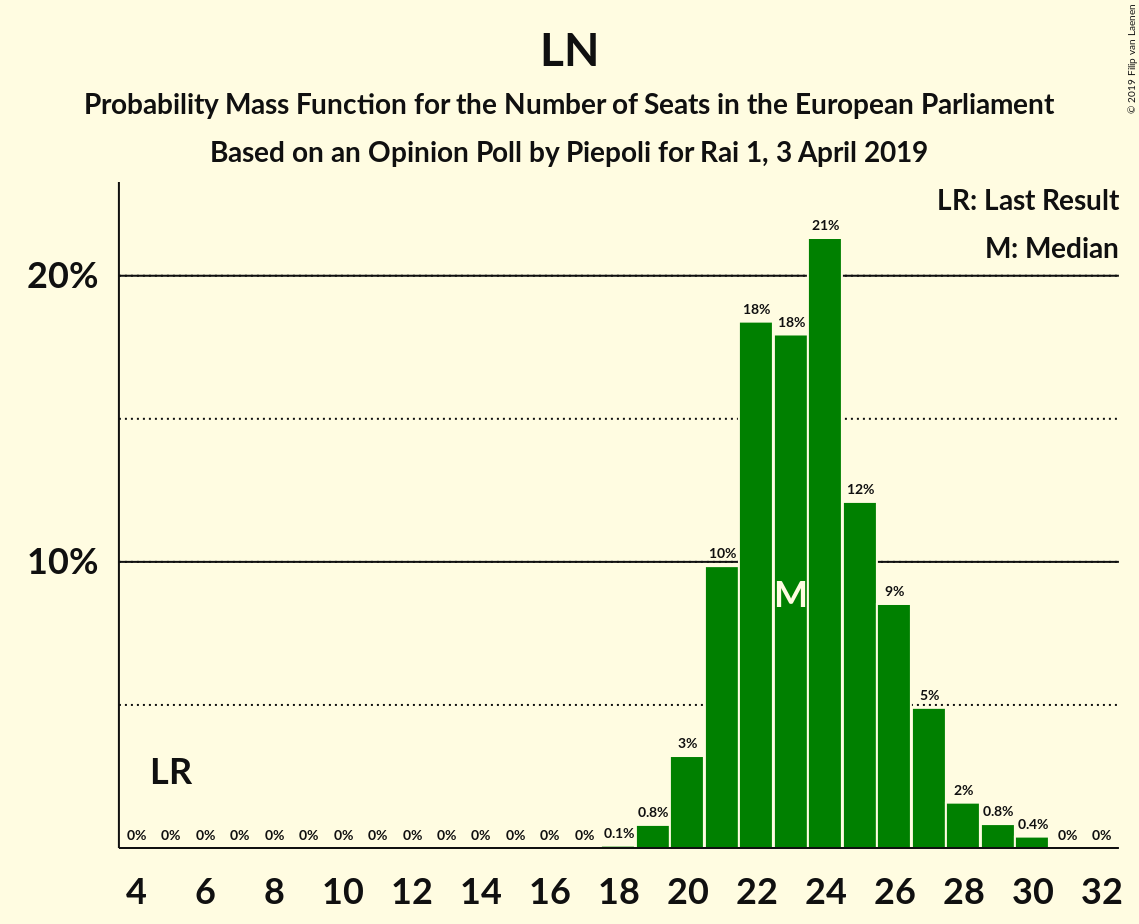 LN
Probability Mass Function for the Number of Seats in the European Parliament
Based on an Opinion Poll by Piepoli for Rai 1, 3 April 2019
© 2019 Filip van Laenen
LR: Last Result
M: Median
20%
10%
21%
18%
18%
12%
10%
9%
5%
3%
2%
0.8%
0.8%
0.4%
0.1%
M
LR
0% 0% 0% 0% 0% 0% 0% 0% 0% 0% 0% 0% 0% 0% 0% 0%
4 6 8 10 12 14 16 18 20 22 24 26 28 30 32